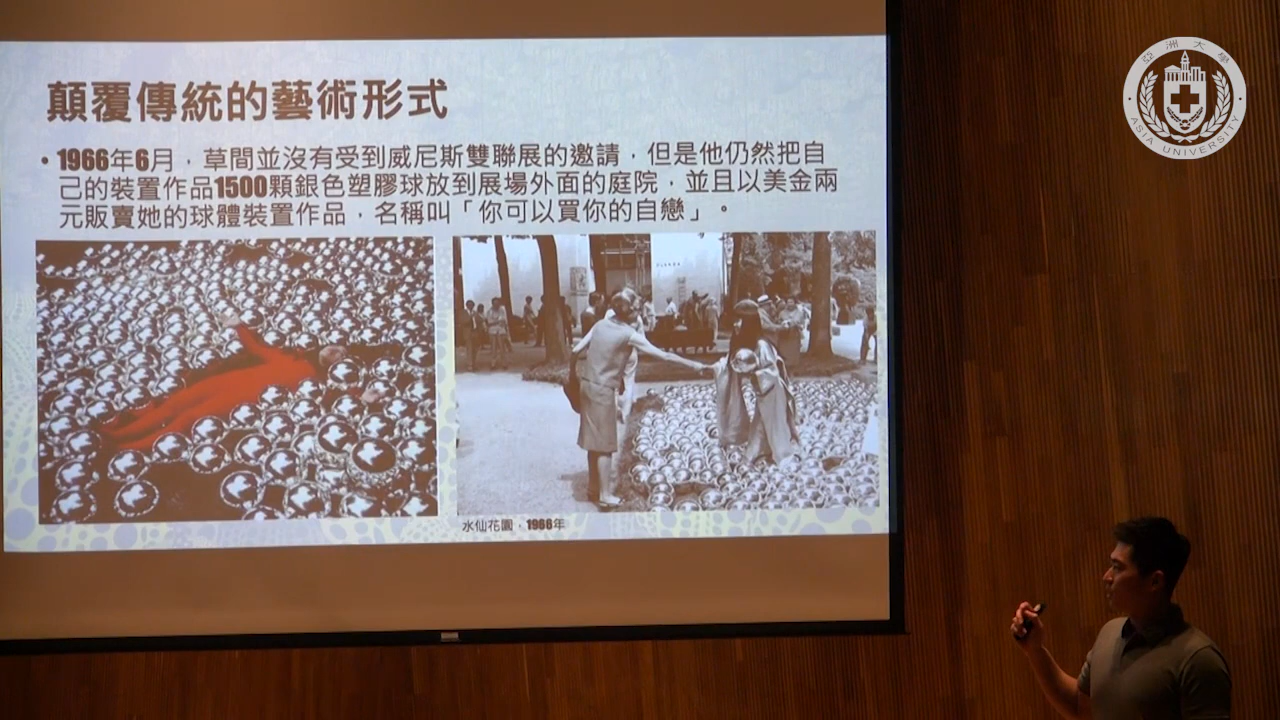 顛覆傳統的藝術形式
• 1966年6月，草間並沒有受到威尼斯雙聯展的邀請，但是他仍然把自
己的裝置作品1500顆銀色塑膠球放到展場外面的庭院，並且以美金兩
元販賣她的球體裝置作品，名稱叫「你可以買你的自戀」。
水仙花園，1966年
亞洲大學
ASIA UNIVERSITY